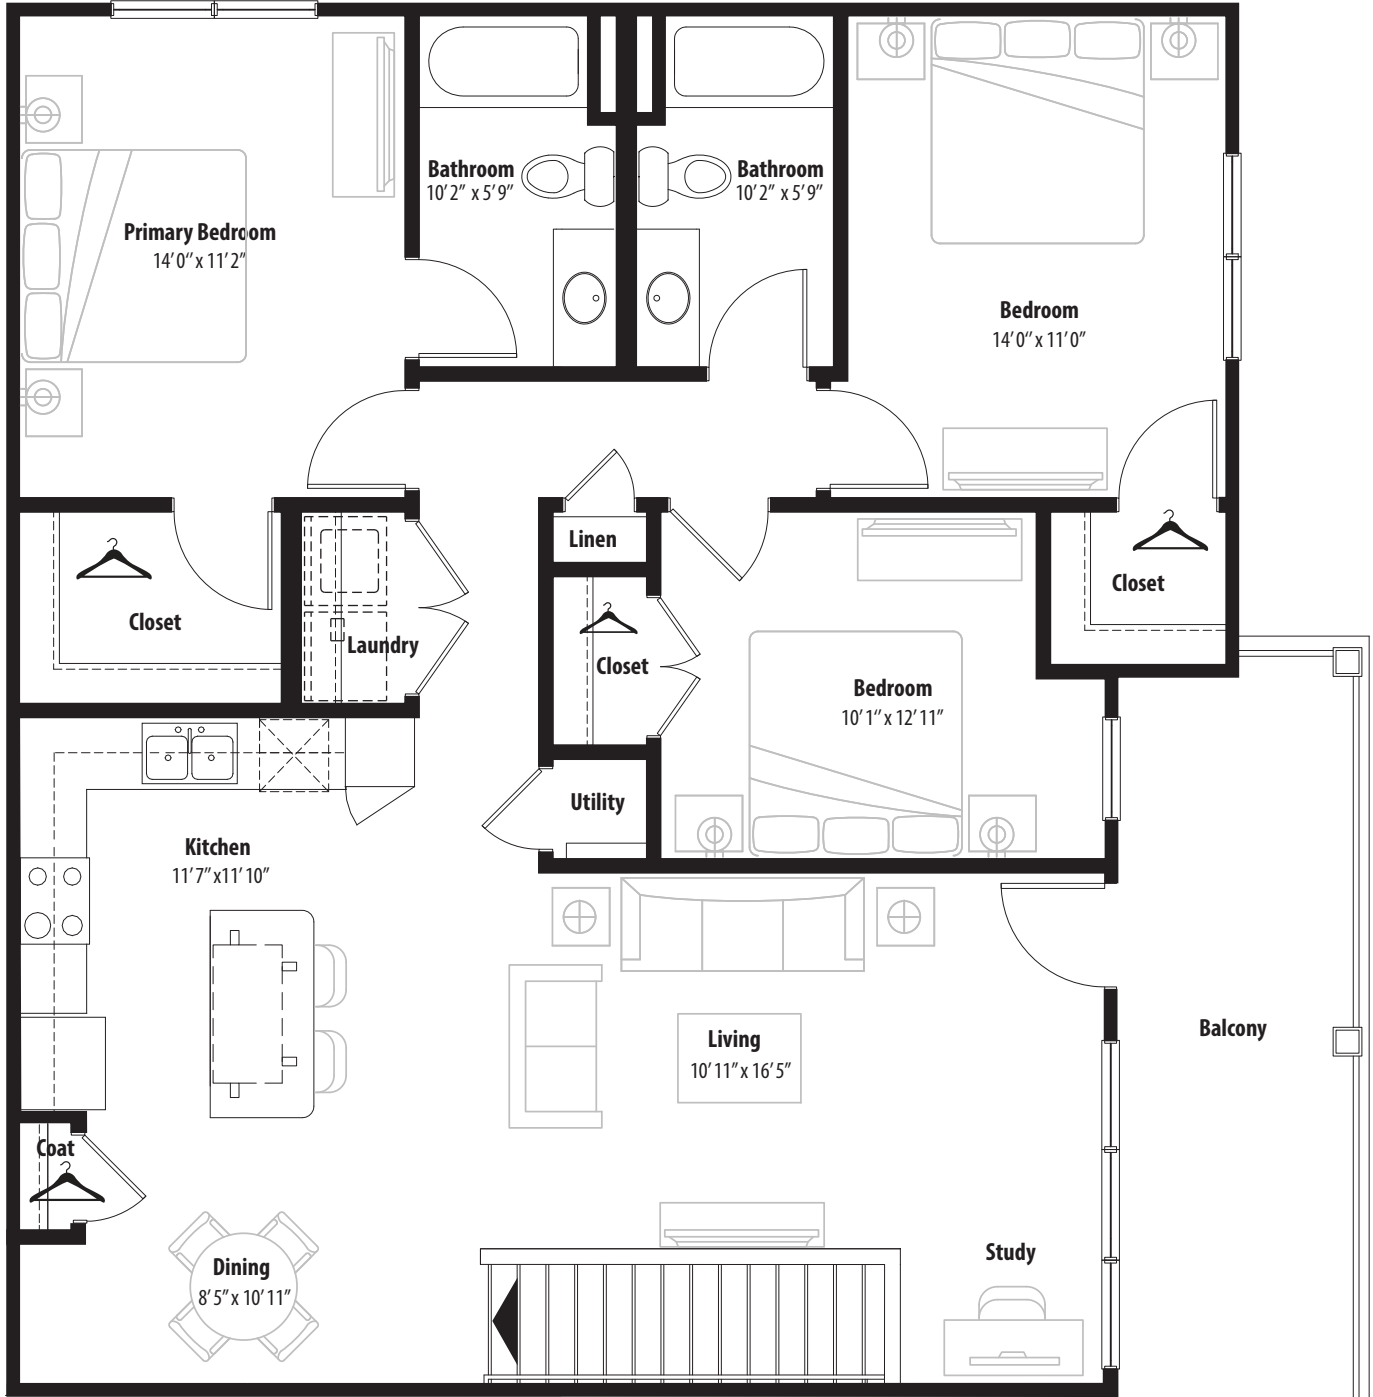 Bathroom
10'2" x 5'9"
Bathroom
10'2" x 5'9"
Primary Bedroom
14'0" x 11'2"
Bedroom
14'0" x 11'0"
Linen
Closet
Closet
Laundry
Closet
Bedroom
10'1" x 12'11"
Utility
Kitchen
11'7" x11'10"
Living
10'11" x 16'5"
Balcony
Coat
Study
Dining
8'5" x 10'11"